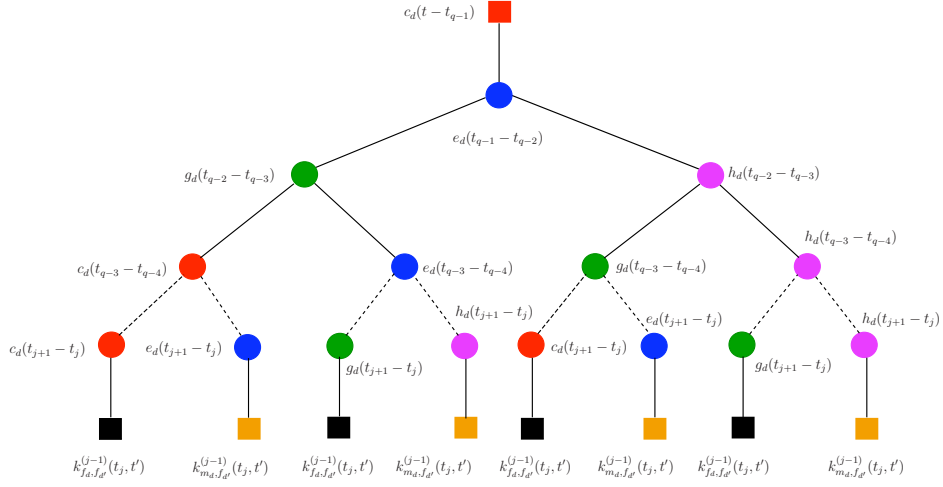 $c_d(t - t_{q-1})$
$e_d(t_{q-1} - t_{q-2})$
$g_d(t_{q-2} - t_{q-3})$
$h_d(t_{q-2} - t_{q-3})$
$c_d(t_{q-3} - t_{q-4})$
$e_d(t_{q-3} - t_{q-4})$
$g_d(t_{q-3} - t_{q-4})$
$h_d(t_{q-3} - t_{q-4})$
$c_d(t_{j+1} - t_j)$
$e_d(t_{j+1} - t_j)$
$g_d(t_{j+1} - t_j)$
$h_d(t_{j+1} - t_j)$
$c_d(t_{j+1} - t_j)$
$e_d(t_{j+1} - t_j)$
$g_d(t_{j+1} - t_j)$
$h_d(t_{j+1} - t_j)$
$k^{(j-1)}_{f_d, f_{d'}}(t_j, t')$
$k^{(j-1)}_{m_d, f_{d'}}(t_j, t')$
$k^{(j-1)}_{f_d, f_{d'}}(t_j, t')$
$k^{(j-1)}_{m_d, f_{d'}}(t_j, t')$
$k^{(j-1)}_{f_d, f_{d'}}(t_j, t')$
$k^{(j-1)}_{m_d, f_{d'}}(t_j, t')$
$k^{(j-1)}_{f_d, f_{d'}}(t_j, t')$
$k^{(j-1)}_{m_d, f_{d'}}(t_j, t')$